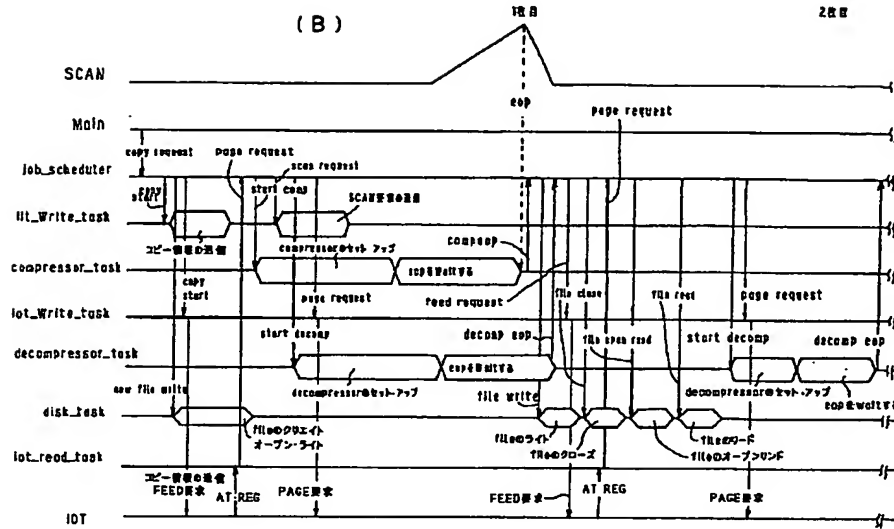 (B)
1枚目
2枚目
SCAN
eop
page request
Main
copy request
page request
scan request
job_scheduler
copy start
start comp
SCAN要求の送信
iit_Write_task
コピー情報の送信
compressorのセットアップ
compeop
compressor_task
eopをwaitする
copy start
page request
feed request
file close
file read
page request
iot_Write_task
start decomp
decomp eop
file open read
start decomp
decomp eop
decompressor_task
eopをwaitする
new file write
decompressorのセットアップ
file write
decompressorのセット・アップ
eopをwaitする
disk_task
fileのクリエイト
オープン・ライト
fileのライト
fileのリード
fileのクローズ
fileのオープンリード
iot_read_task
コピー情報の送信
FEED要求
AT REG
PAGE要求
FEED要求
AT REG
PAGE要求
IOT